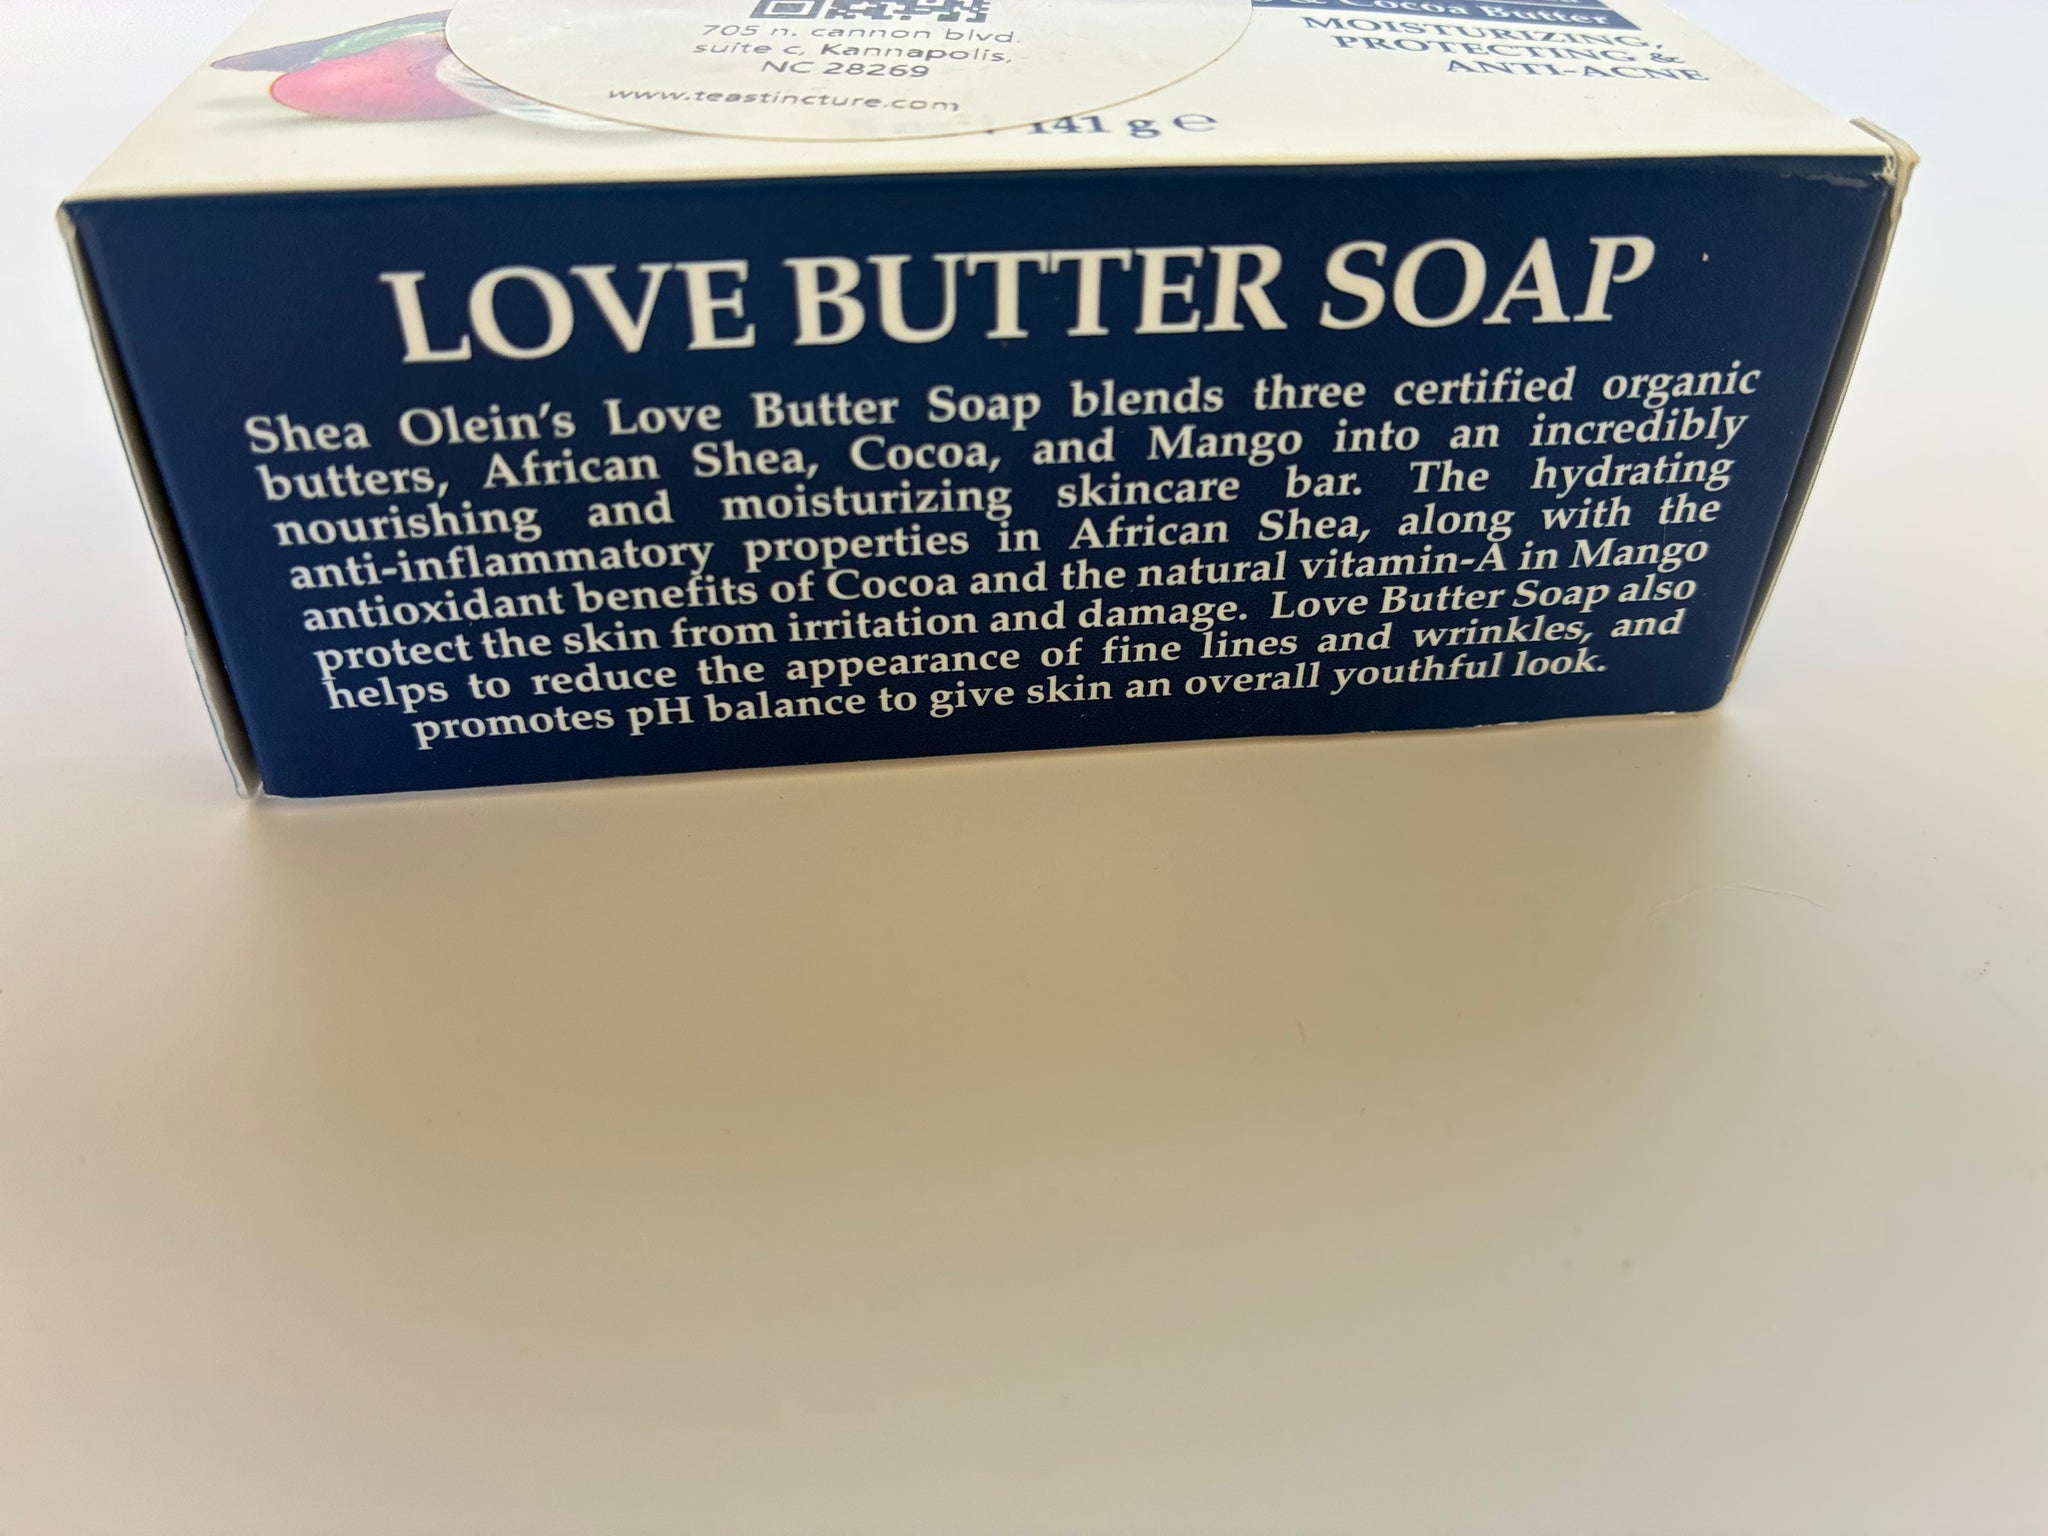 & Cocoa Butter
MOISTURIZING,
PROTECTING &
ANTI-ACNE
705 n. cannon blvd.
suite c, Kannapolis,
NC 28269
www.teastincture.com
141 g ℮
LOVE BUTTER SOAP
Shea Olein's Love Butter Soap blends three certified organic
butters, African Shea, Cocoa, and Mango into an incredibly
nourishing and moisturizing skincare bar. The hydrating
anti-inflammatory properties in African Shea, along with the
antioxidant benefits of Cocoa and the natural vitamin-A in Mango
protect the skin from irritation and damage. Love Butter Soap also
helps to reduce the appearance of fine lines and wrinkles, and
promotes pH balance to give skin an overall youthful look.